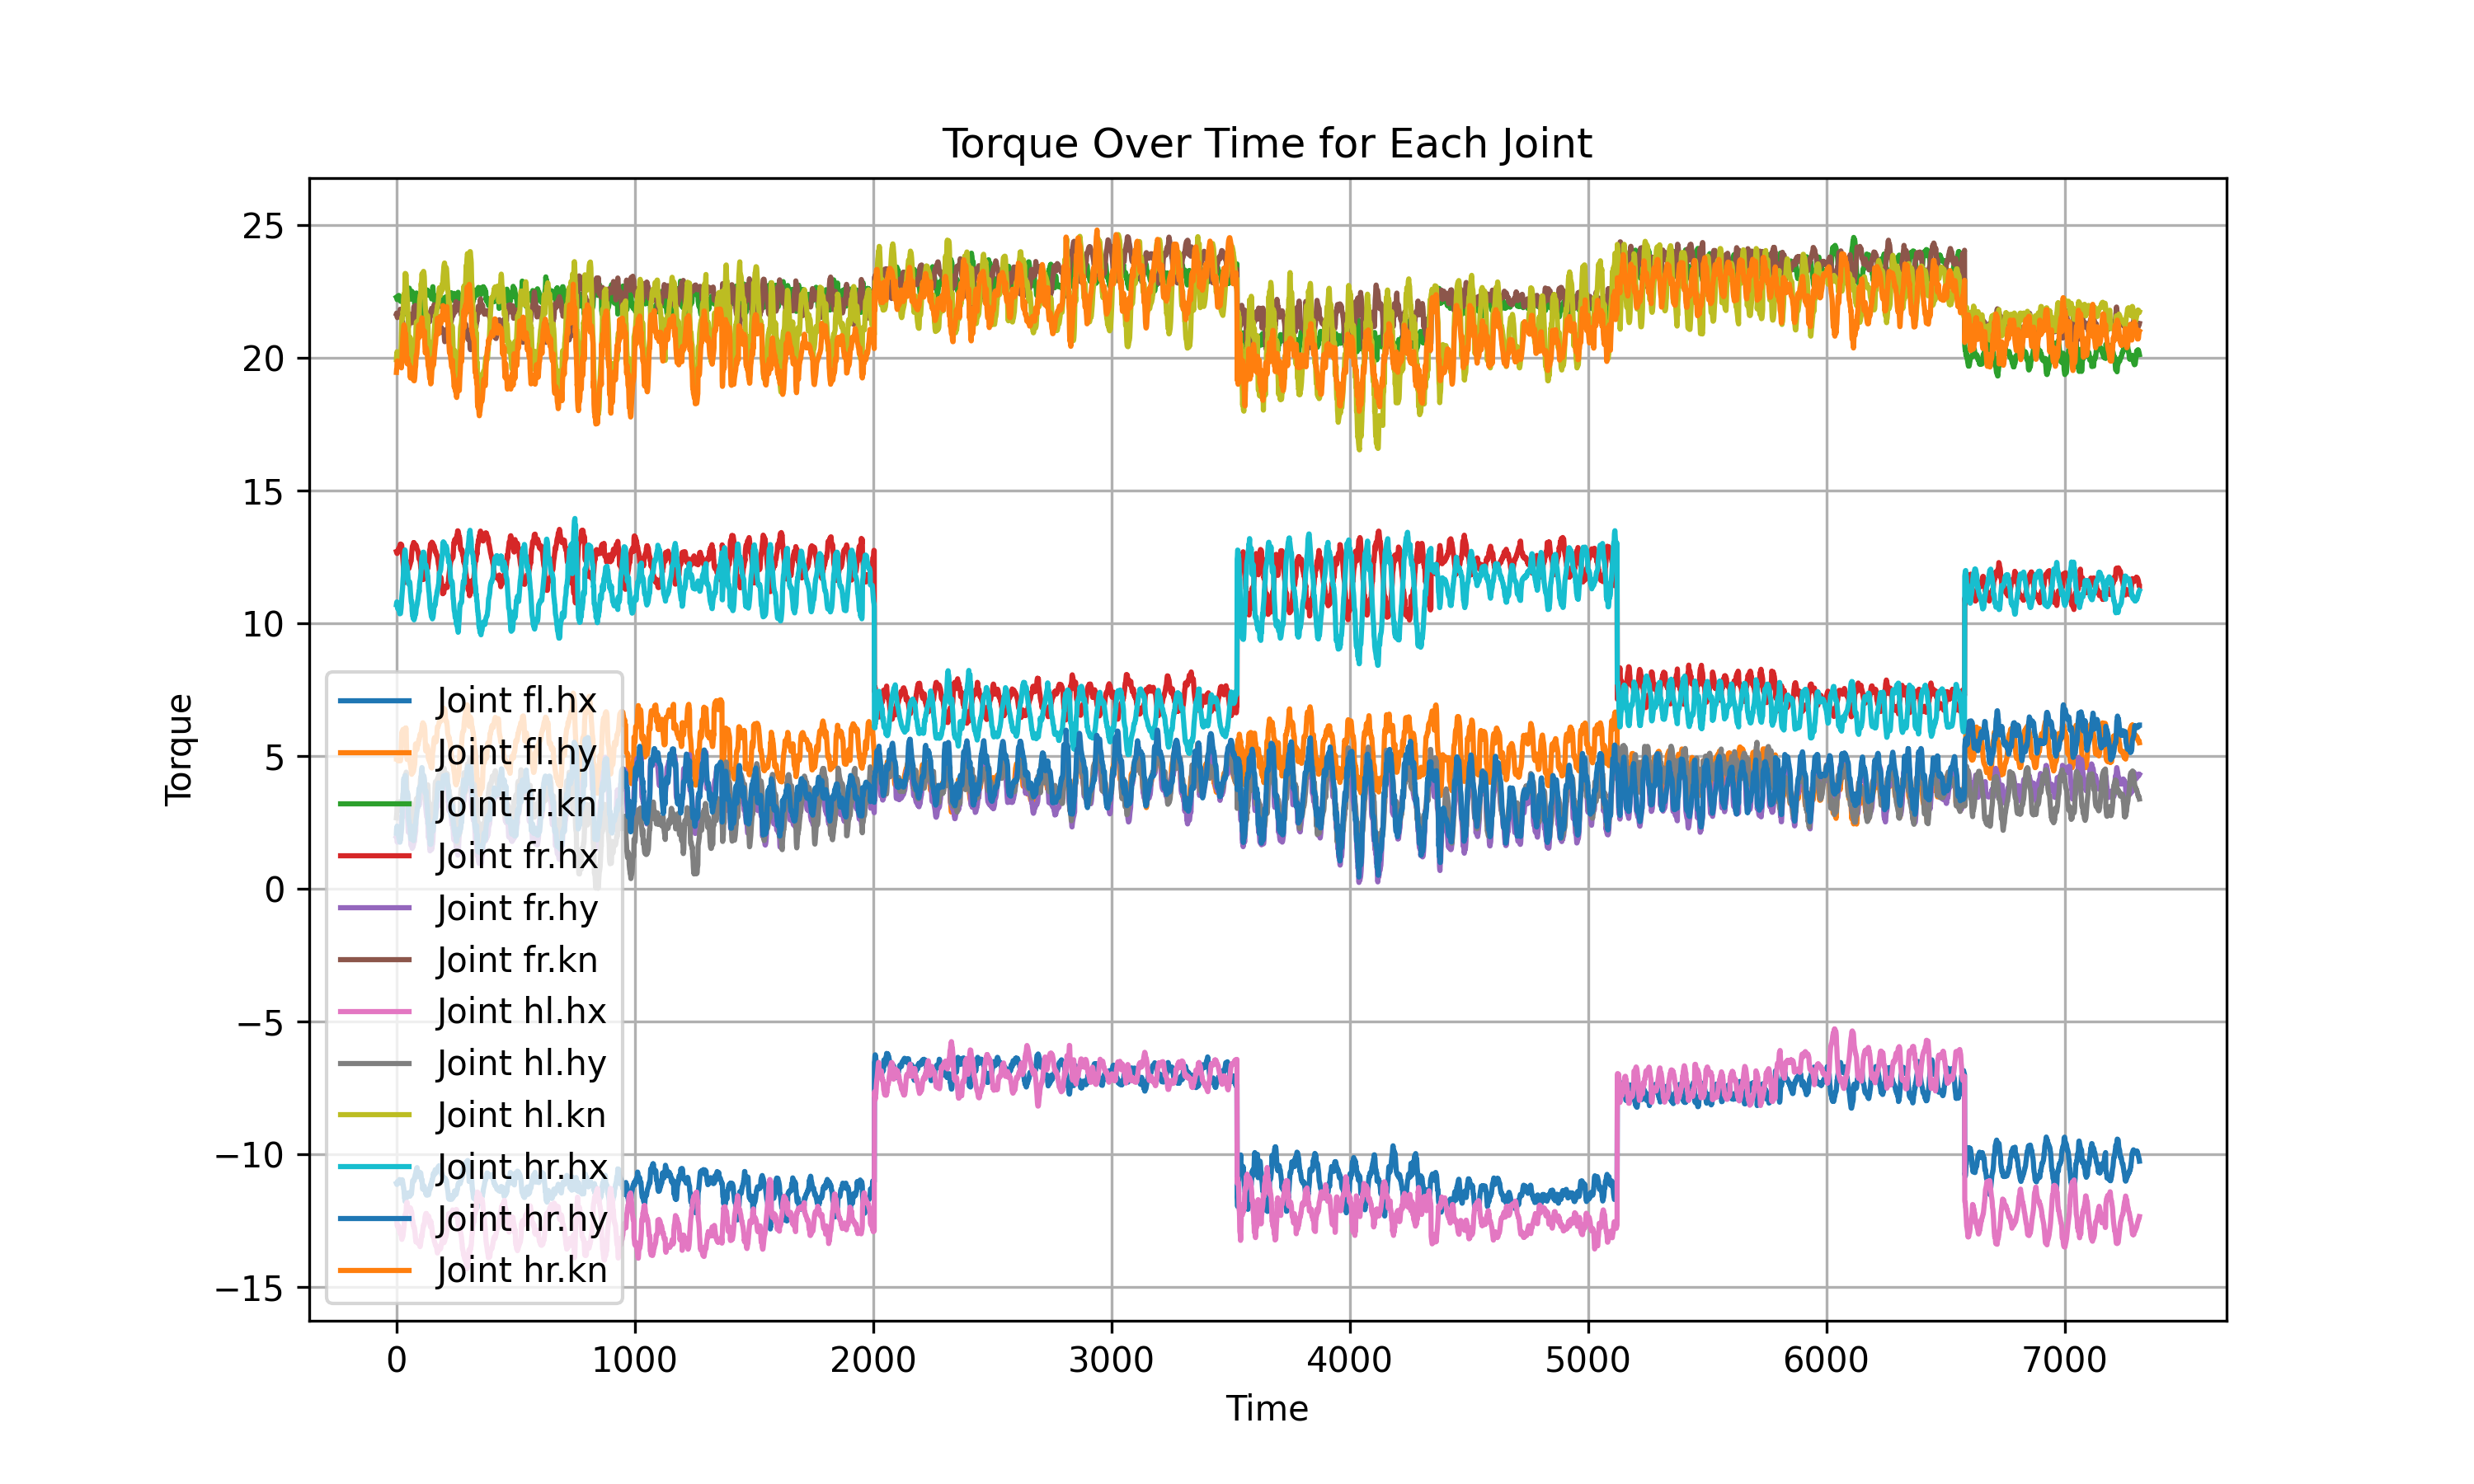 Torque Over Time for Each Joint
25
20
15
10
5
0
−5
−10
−15
Torque
Joint fl.hx
Joint fl.hy
Joint fl.kn
Joint fr.hx
Joint fr.hy
Joint fr.kn
Joint hl.hx
Joint hl.hy
Joint hl.kn
Joint hr.hx
Joint hr.hy
Joint hr.kn
0 1000 2000 3000 4000 5000 6000 7000
Time